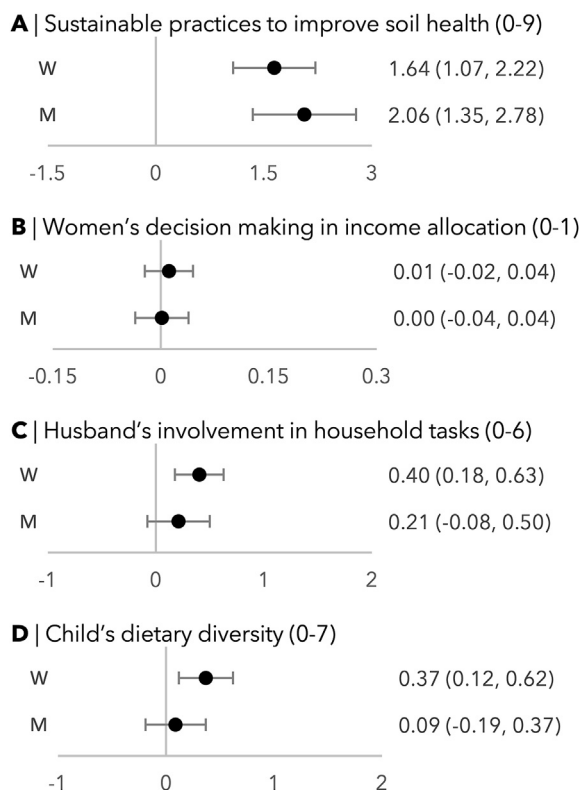 A | Sustainable practices to improve soil health (0-9)
W 1.64 (1.07, 2.22)
M 2.06 (1.35, 2.78)
-1.5 0 1.5 3
B | Women's decision making in income allocation (0-1)
W 0.01 (-0.02, 0.04)
M 0.00 (-0.04, 0.04)
-0.15 0 0.15 0.3
C | Husband's involvement in household tasks (0-6)
W 0.40 (0.18, 0.63)
M 0.21 (-0.08, 0.50)
-1 0 1 2
D | Child's dietary diversity (0-7)
W 0.37 (0.12, 0.62)
M 0.09 (-0.19, 0.37)
-1 0 1 2